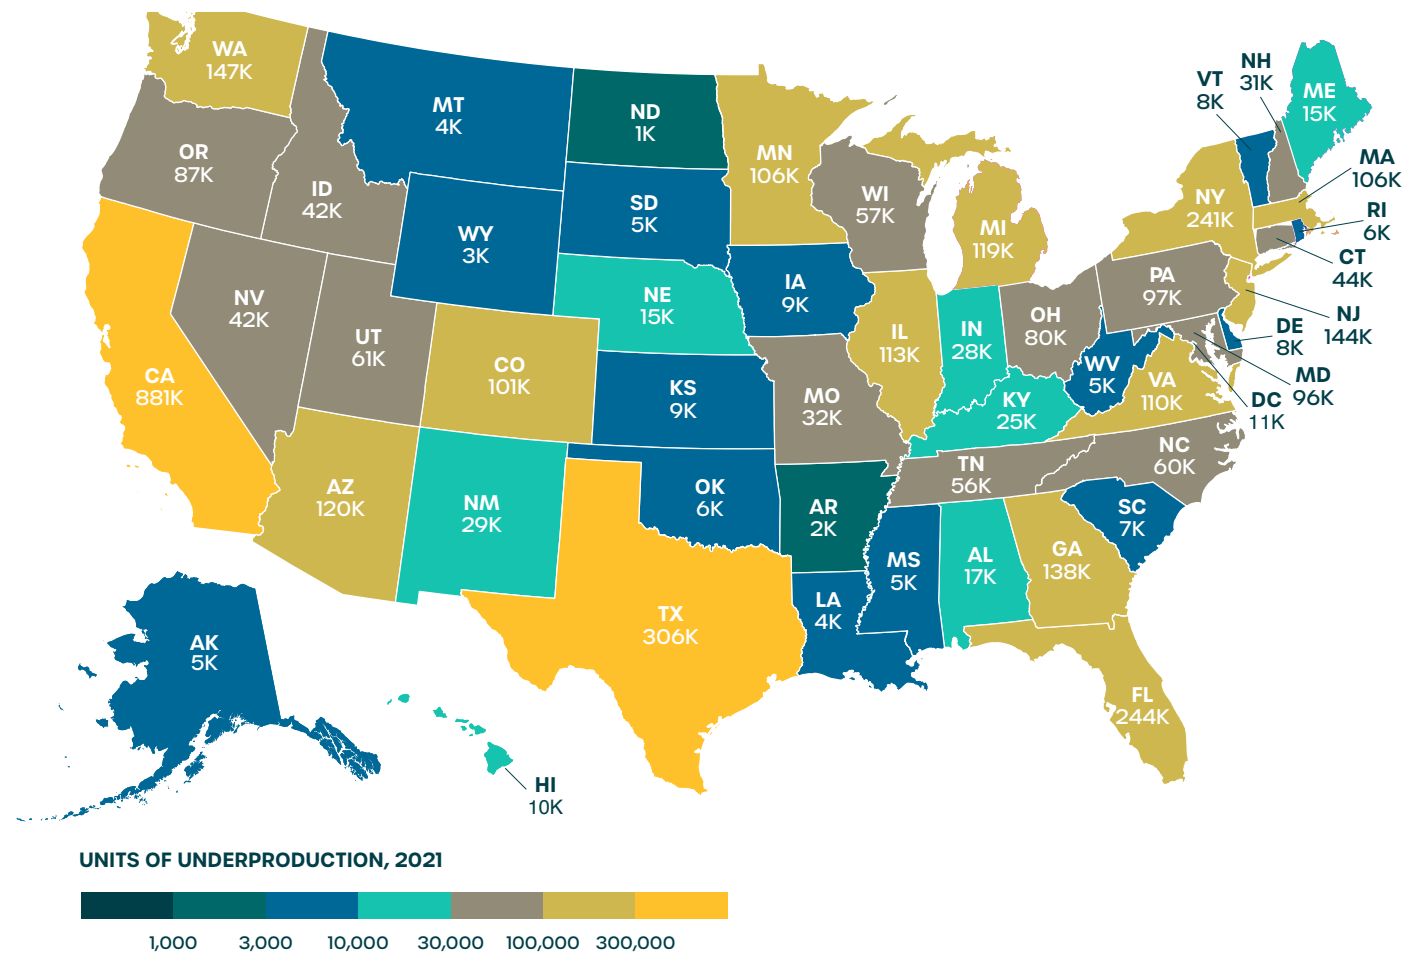 WA
147K
OR
87K
ID
42K
MT
4K
ND
1K
MN
106K
WI
57K
MI
119K
VT
8K
NH
31K
ME
15K
MA
106K
RI
6K
CT
44K
NY
241K
NJ
144K
PA
97K
DE
8K
MD
96K
DC
11K
SD
5K
WY
3K
NE
15K
IA
9K
IL
113K
IN
28K
OH
80K
WV
5K
VA
110K
KY
25K
NV
42K
UT
61K
CO
101K
KS
9K
MO
32K
CA
881K
AZ
120K
NM
29K
OK
6K
AR
2K
TN
56K
NC
60K
SC
7K
MS
5K
AL
17K
GA
138K
LA
4K
TX
306K
FL
244K
AK
5K
HI
10K
UNITS OF UNDERPRODUCTION, 2021
1,000 3,000 10,000 30,000 100,000 300,000